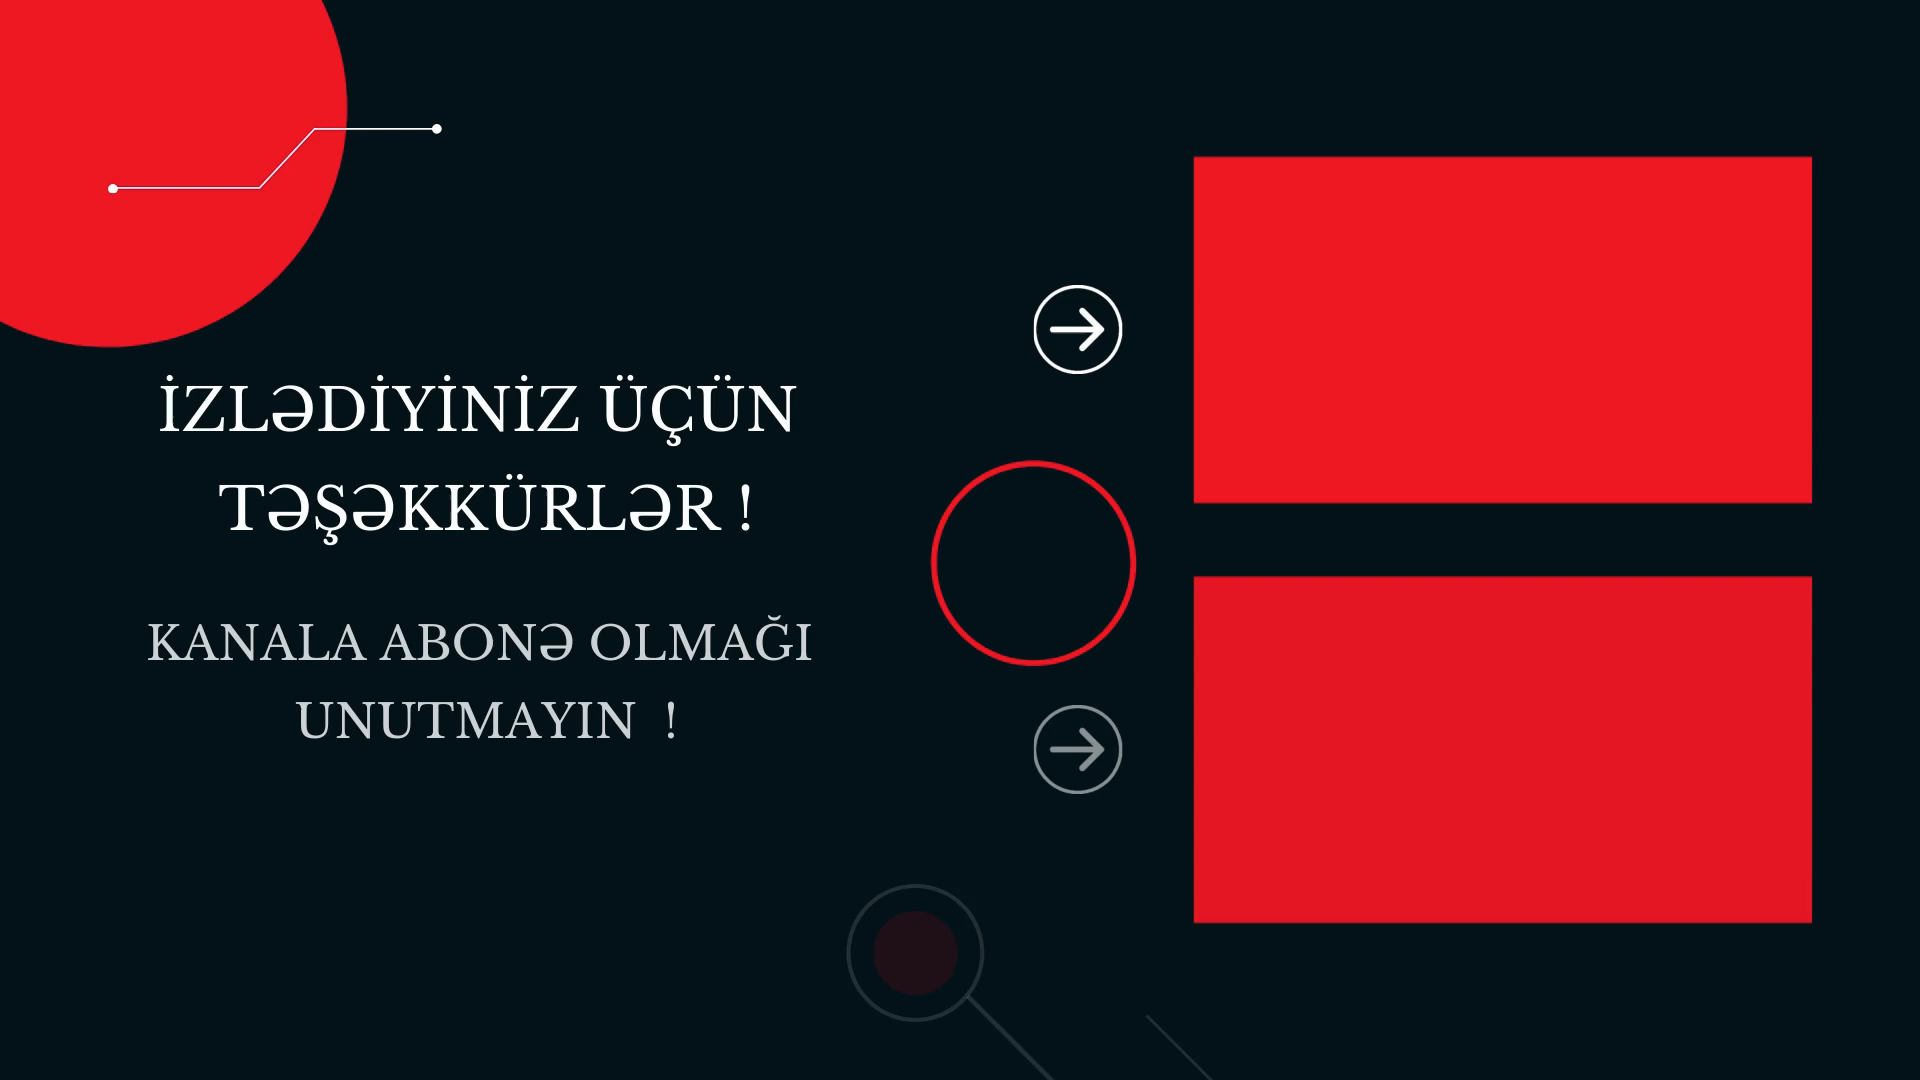 İZLƏDİYİNİZ ÜÇÜN
TƏŞƏKKÜRLƏR !
KANALA ABONƏ OLMAĞI
UNUTMAYIN !